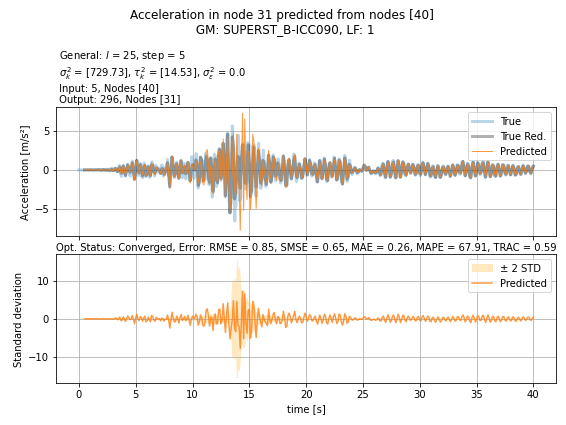 Acceleration in node 31 predicted from nodes [40]
GM: SUPERST_B-ICC090, LF: 1
General: l = 25, step = 5
σ²ₖ = [729.73], τ²ₖ = [14.53], σ²_ε = 0.0
Input: 5, Nodes [40]
Output: 296, Nodes [31]
Acceleration [m/s²]
5
0
−5
True
True Red.
Predicted
Opt. Status: Converged, Error: RMSE = 0.85, SMSE = 0.65, MAE = 0.26, MAPE = 67.91, TRAC = 0.59
Standard deviation
10
0
−10
± 2 STD
Predicted
0 5 10 15 20 25 30 35 40
time [s]